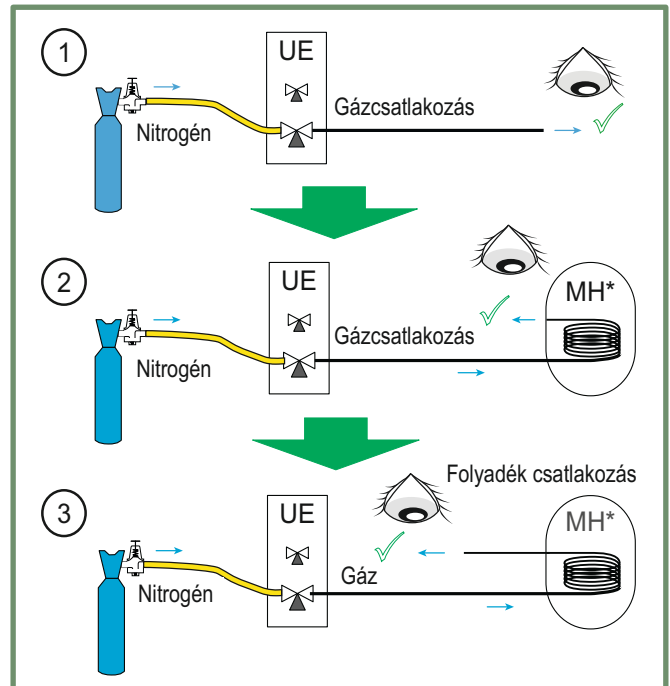 1
UE
Gázcsatlakozás
Nitrogén
2
UE
MH*
Gázcsatlakozás
Nitrogén
Folyadék csatlakozás
3
UE
MH*
Gáz
Nitrogén